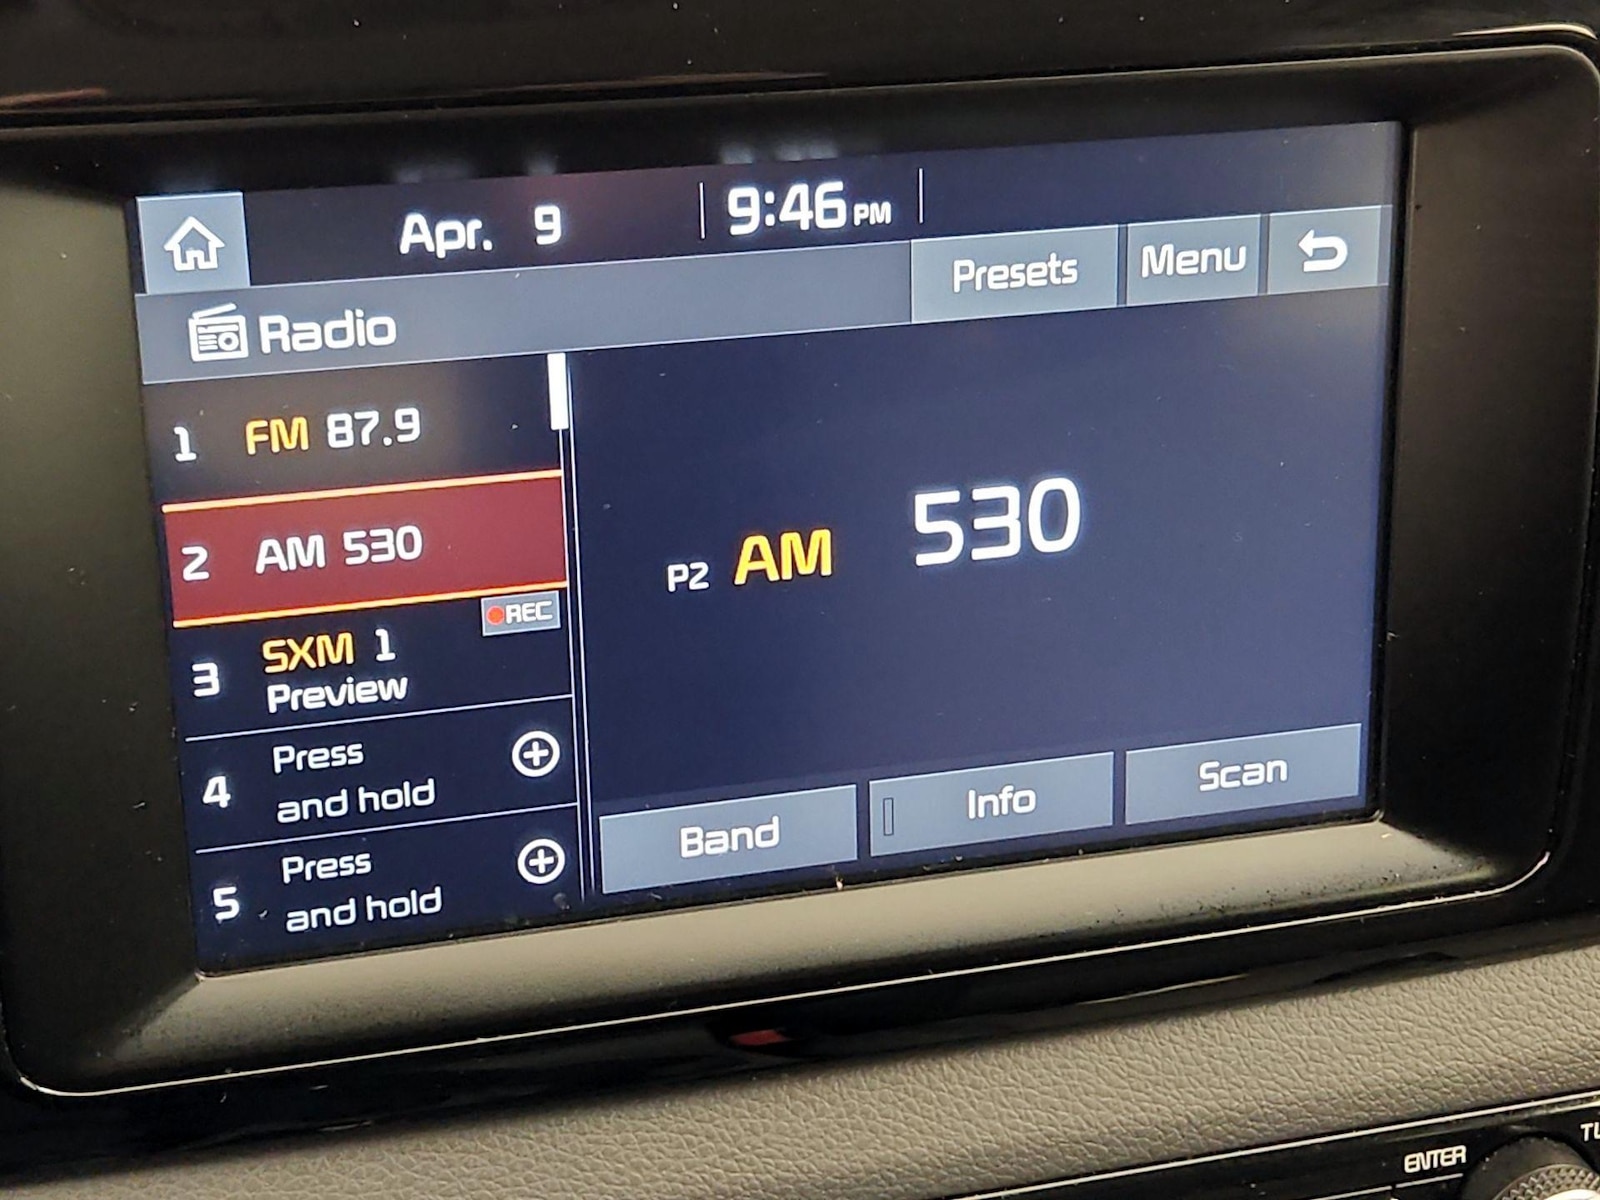 Apr. 9 9:46 PM
Presets Menu
Radio
1 FM 87.9
2 AM 530
P2 AM 530
REC
3 SXM 1
Preview
4 Press
and hold
5 Press
and hold
Band Info Scan
ENTER